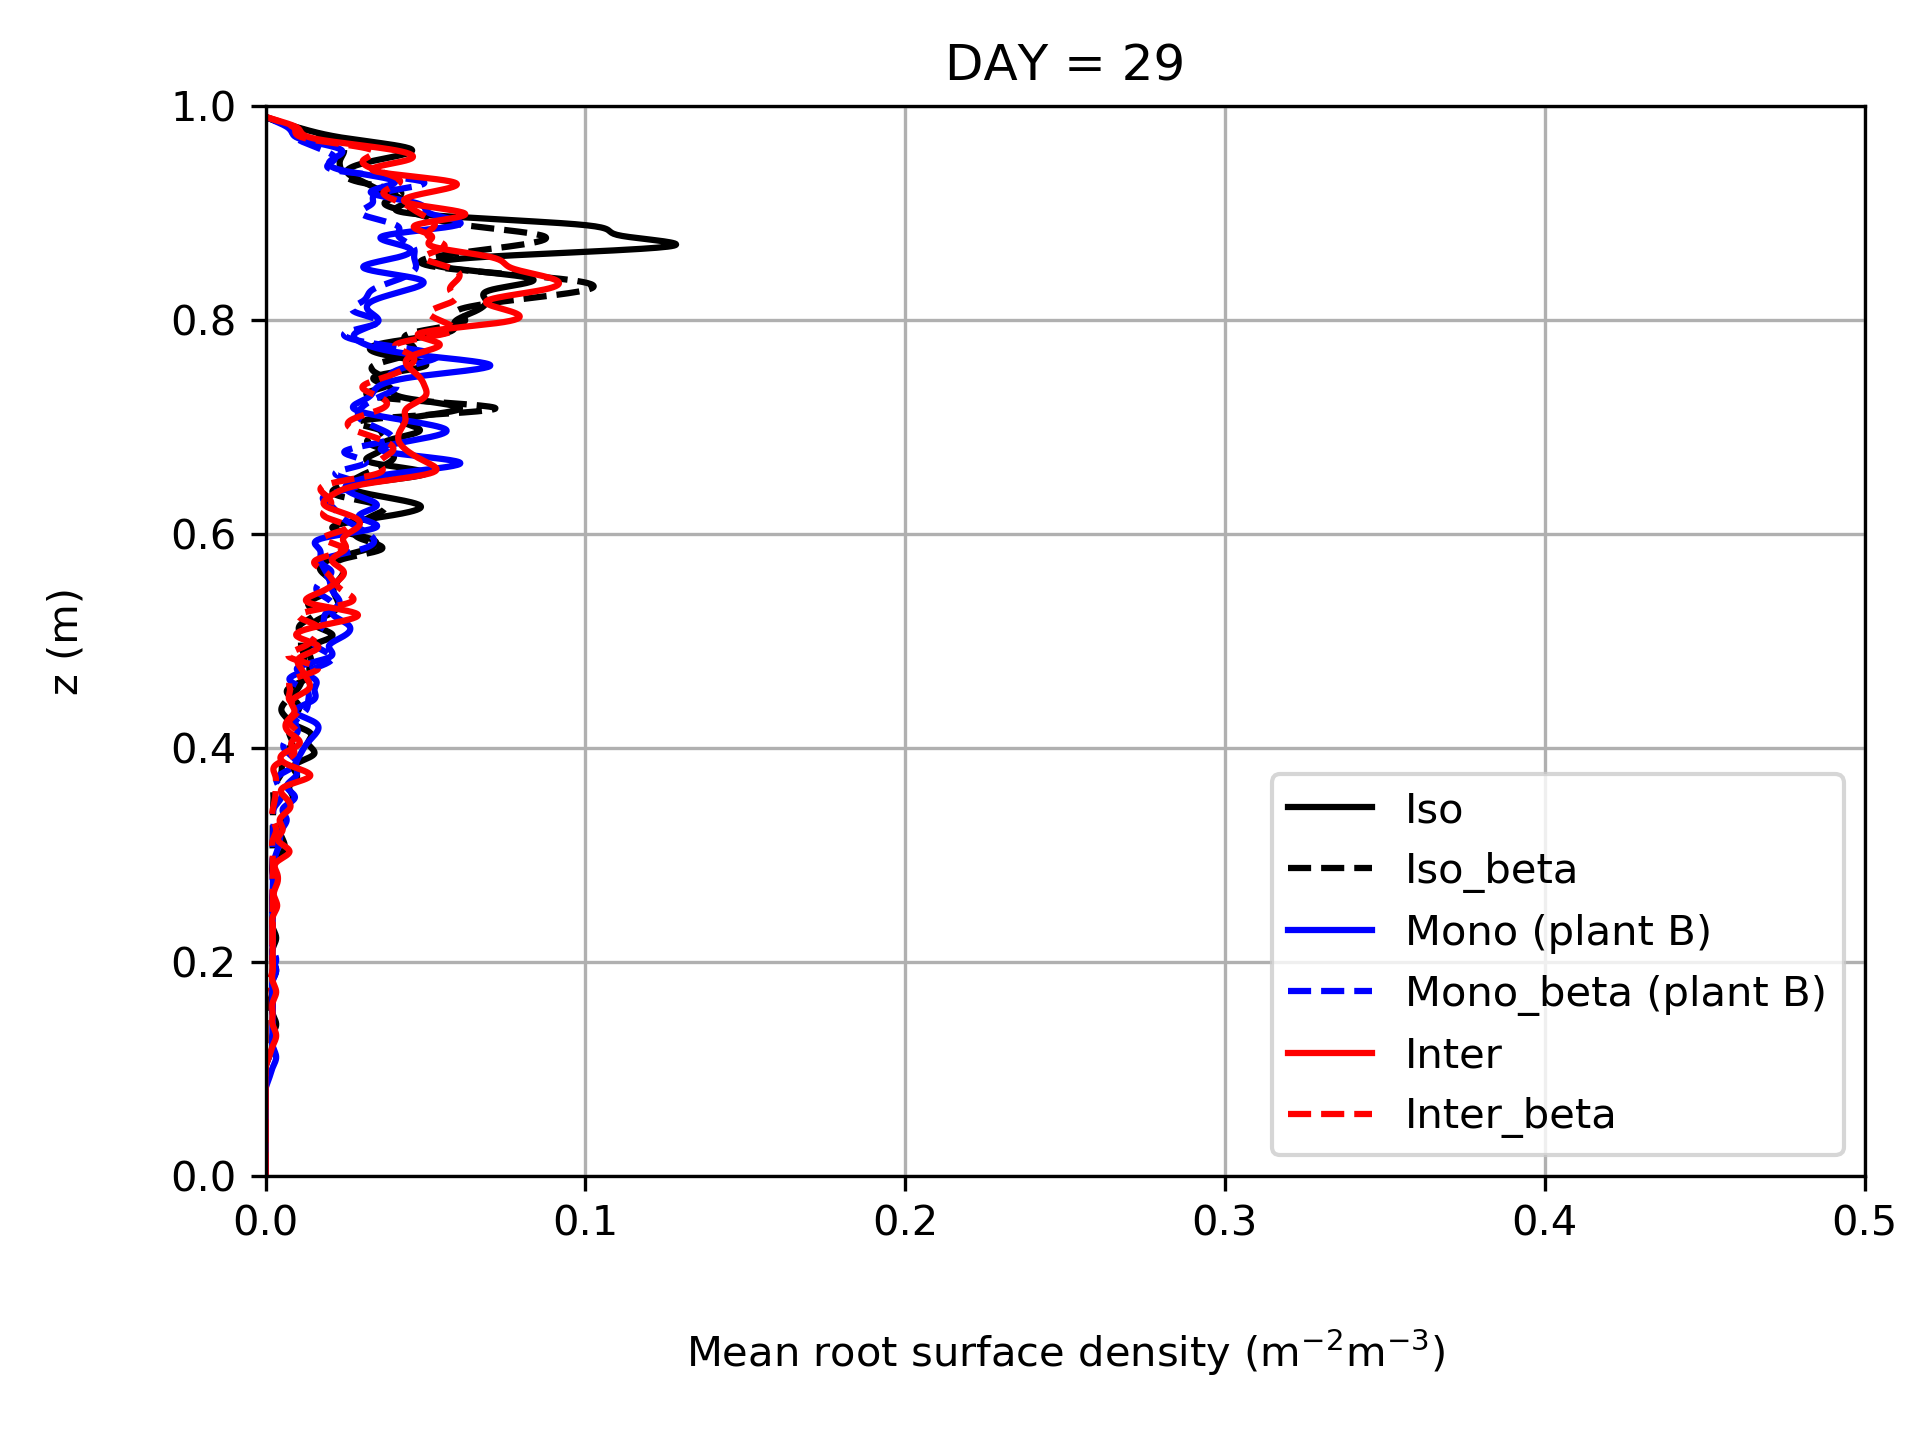 DAY = 29
1.0
0.8
0.6
0.4
0.2
0.0
z (m)
0.0 0.1 0.2 0.3 0.4 0.5
Mean root surface density (m⁻²m⁻³)
Iso
Iso_beta
Mono (plant B)
Mono_beta (plant B)
Inter
Inter_beta